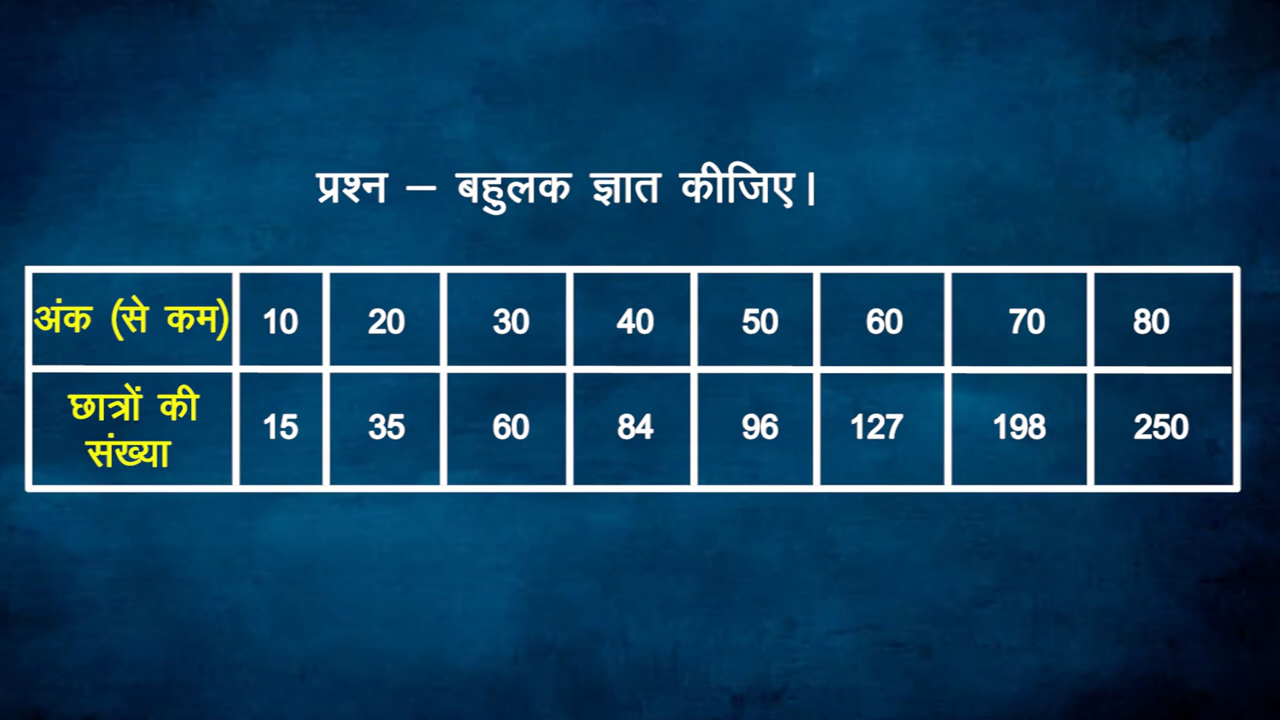 प्रश्न – बहुलक ज्ञात कीजिए।
अंक (से कम) 10 20 30 40 50 60 70 80
छात्रों की संख्या 15 35 60 84 96 127 198 250